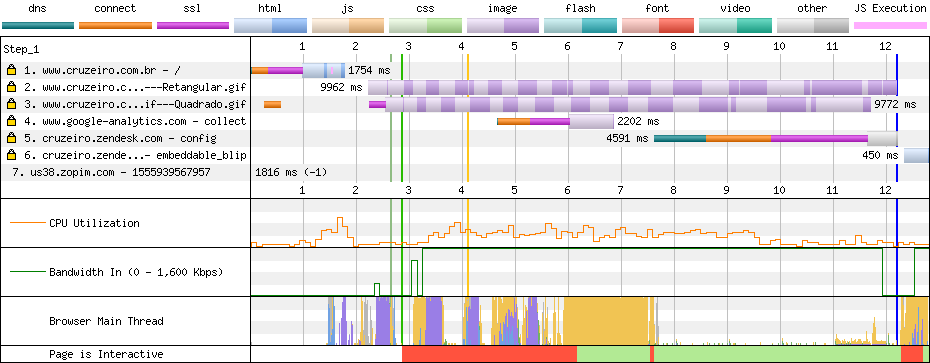 dns connect ssl html js css image flash font video other JS Execution
Step_1
1 2 3 4 5 6 7 8 9 10 11 12
1. www.cruzeiro.com.br - / 1754 ms
2. www.cruzeiro.c...---Retangular.gif 9962 ms
3. www.cruzeiro.c...if---Quadrado.gif 9772 ms
4. www.google-analytics.com - collect 2202 ms
5. cruzeiro.zendesk.com - config 4591 ms
6. cruzeiro.zende...- embeddable_blip 450 ms
7. us38.zopim.com - 1555939567957 1816 ms (-1)
1 2 3 4 5 6 7 8 9 10 11 12
CPU Utilization
Bandwidth In (0 - 1,600 Kbps)
Browser Main Thread
Page is Interactive